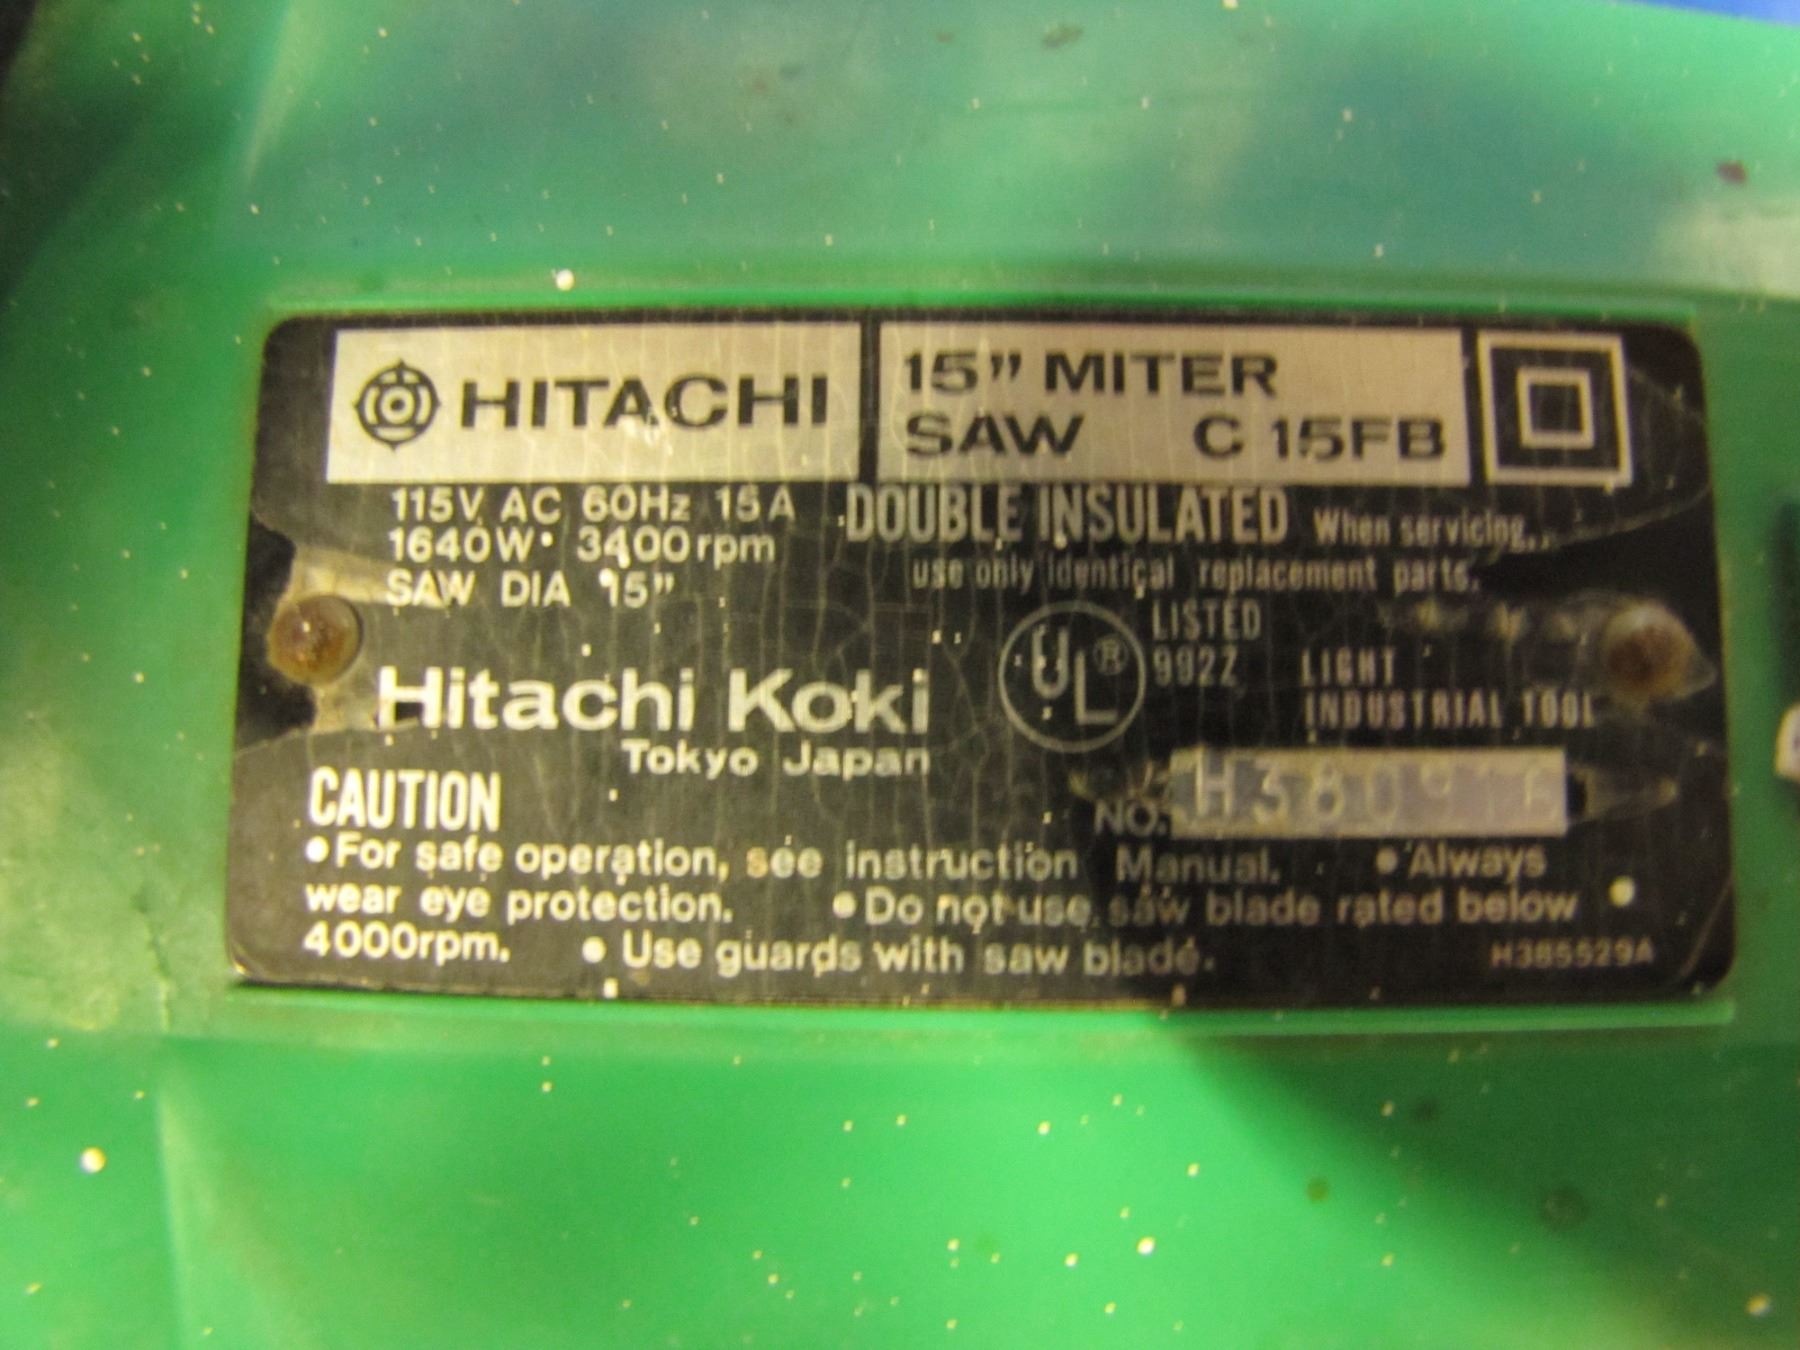 HITACHI
15" MITER
SAW C 15FB
115V AC 60Hz 15A
1640W 3400rpm
SAW DIA 15"
DOUBLE INSULATED When servicing
use only identical replacement parts.
UL®
LISTED
992Z
LIGHT
INDUSTRIAL TOOL
Hitachi Koki
Tokyo Japan
NO.
CAUTION
•For safe operation, see instruction Manual. •Always
wear eye protection. •Do not use saw blade rated below
4000rpm. •Use guards with saw blade.
H385529A